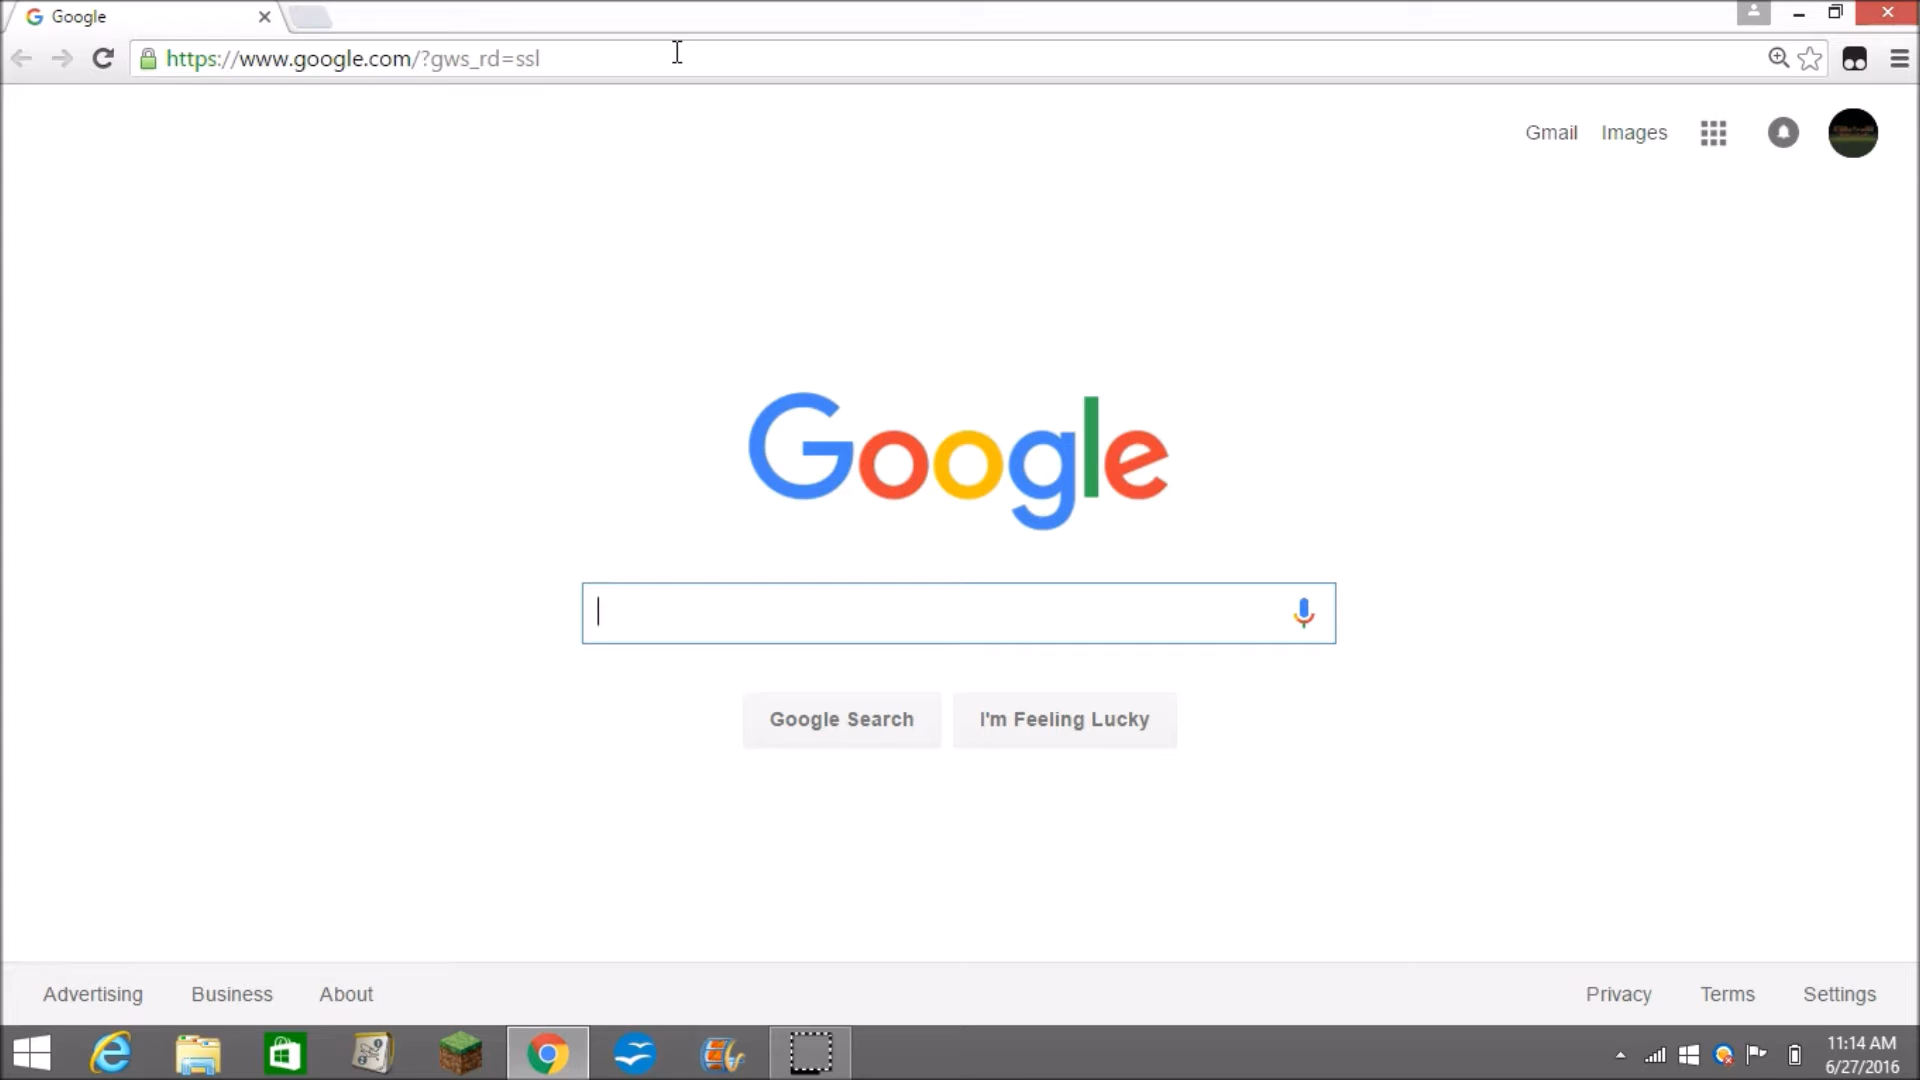 Google
https://www.google.com/?gws_rd=ssl
Gmail Images
Google
Google Search I'm Feeling Lucky
Advertising Business About Privacy Terms Settings
11:14 AM
6/27/2016